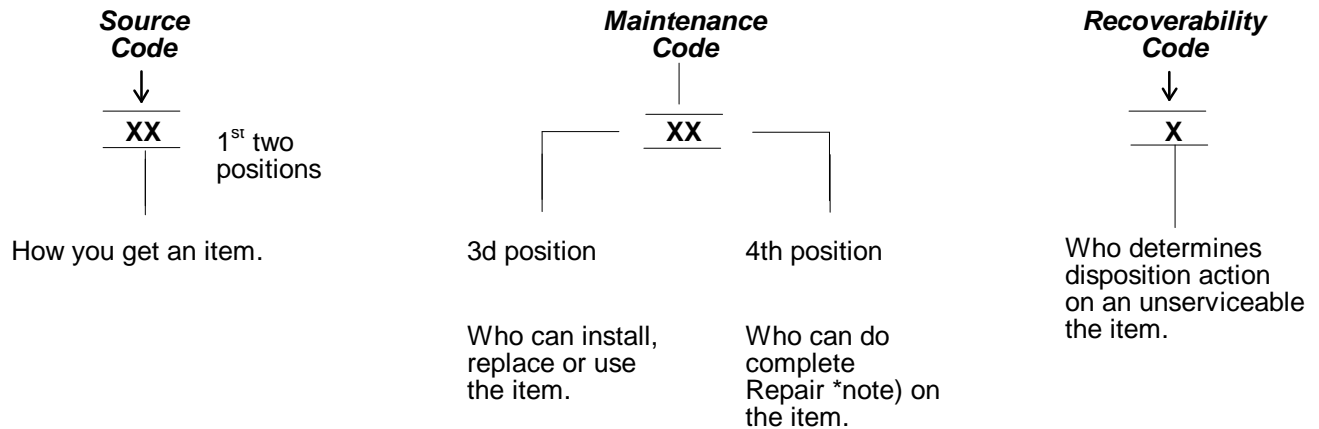 Source
Code
Maintenance
Code
Recoverability
Code
XX
1st two
positions
XX
X
How you get an item.
3d position
4th position
Who determines
disposition action
on an unserviceable
the item.
Who can install,
replace or use
the item.
Who can do
complete
Repair *note) on
the item.